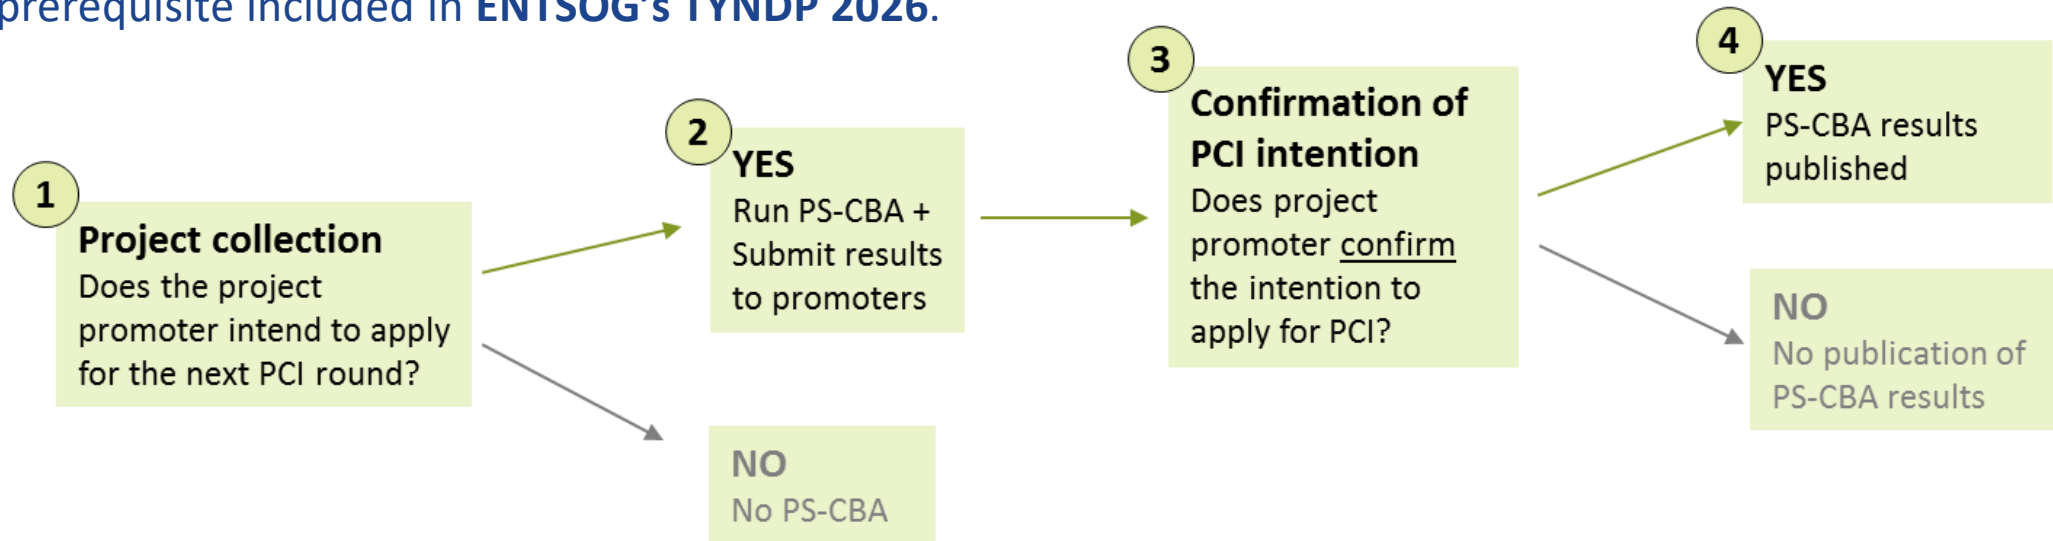 prerequisite included in ENTSOG's TYNDP 2026.
1
Project collection
Does the project
promoter intend to apply
for the next PCI round?
2
YES
Run PS-CBA +
Submit results
to promoters
NO
No PS-CBA
3
Confirmation of
PCI intention
Does project
promoter confirm
the intention to
apply for PCI?
4
YES
PS-CBA results
published
NO
No publication of
PS-CBA results